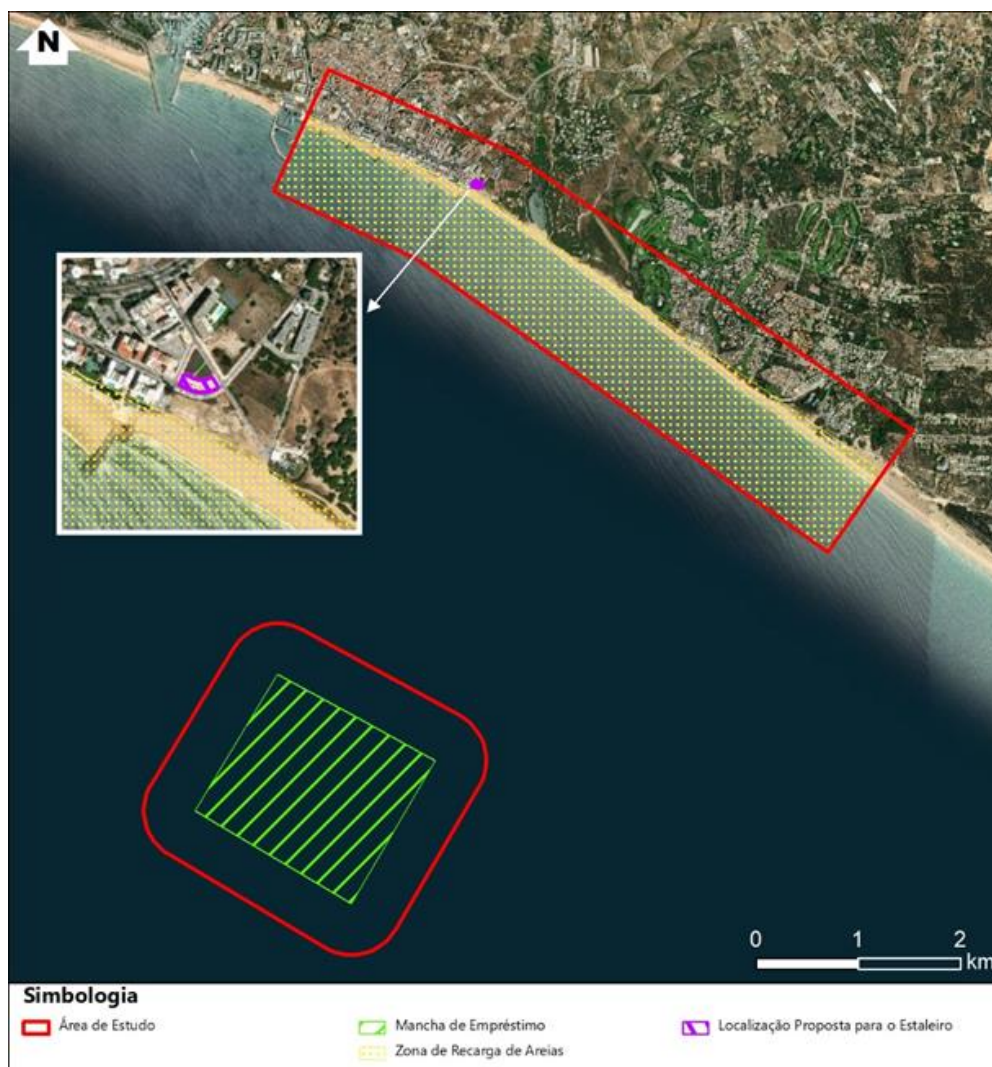 N
0 1 2
km
Simbologia
Área de Estudo
Mancha de Empréstimo
Localização Proposta para o Estaleiro
Zona de Recarga de Areias